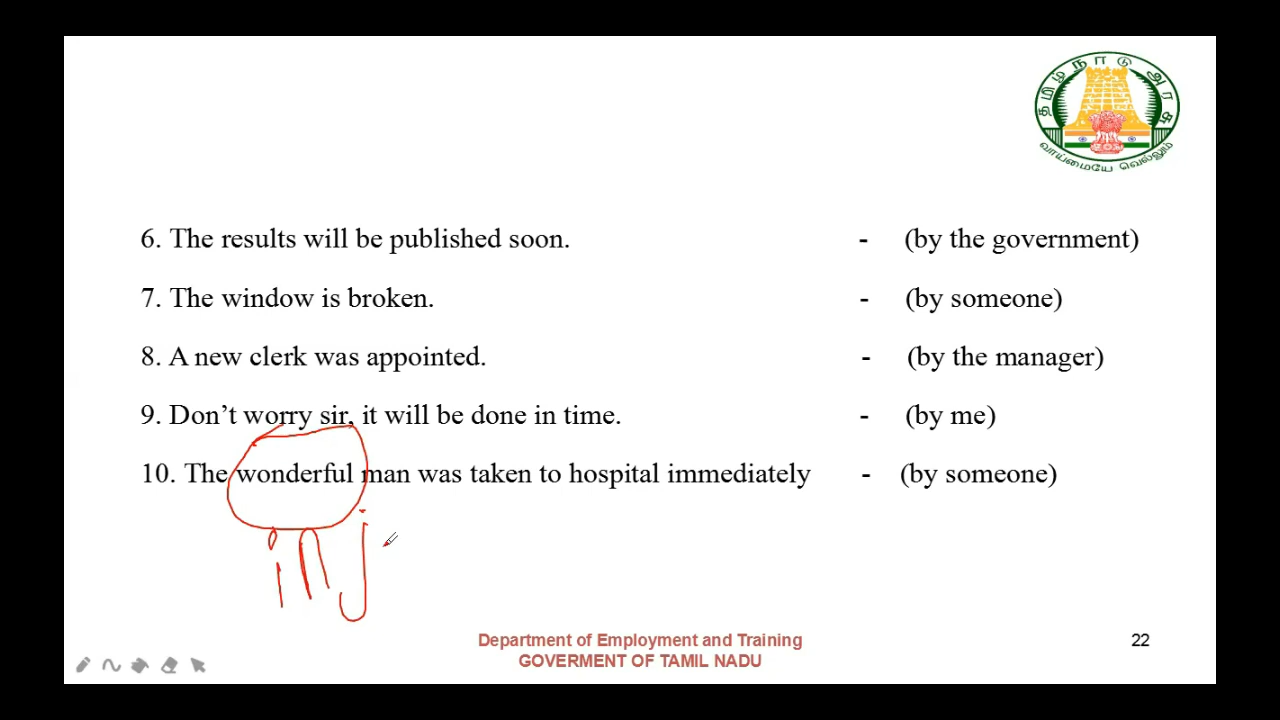 தமிழ்நாடு அரசு
வாய்மையே வெல்லும்
6. The results will be published soon. - (by the government)
7. The window is broken. - (by someone)
8. A new clerk was appointed. - (by the manager)
9. Don’t worry sir, it will be done in time. - (by me)
10. The wonderful man was taken to hospital immediately - (by someone)
inj
Department of Employment and Training
GOVERMENT OF TAMIL NADU
22